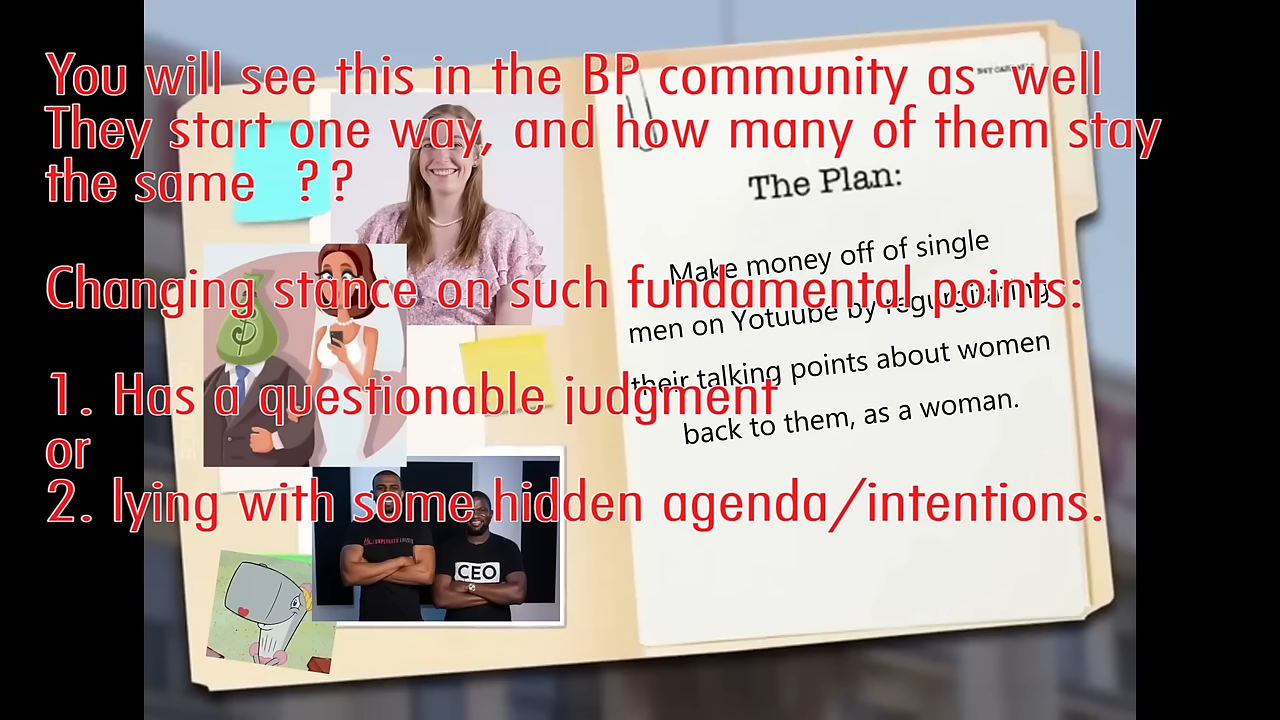 You will see this in the BP community as well
They start one way, and how many of them stay
the same ??
Changing stance on such fundamental points:
1. Has a questionable judgment
or
2. lying with some hidden agenda/intentions.
The Plan:
Make money off of single
men on Yotuube by regurgitating
their talking points about women
back to them, as a woman.
$
UNPLUGGED
CEO